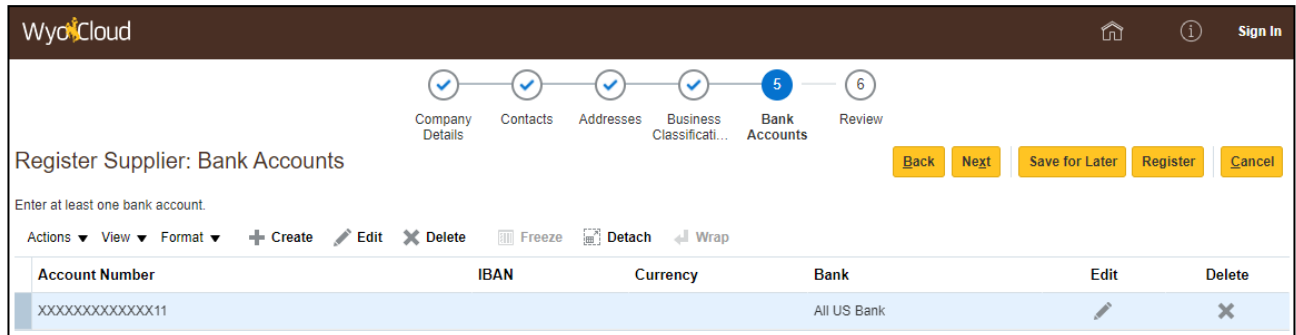 WyoCloud
Sign In
5
6
Company Details
Contacts
Addresses
Business Classificati...
Bank Accounts
Review
Register Supplier: Bank Accounts
Back Next Save for Later Register Cancel
Enter at least one bank account.
Actions View Format Create Edit Delete Freeze Detach Wrap
Account Number IBAN Currency Bank Edit Delete
XXXXXXXXXXXXX11 All US Bank